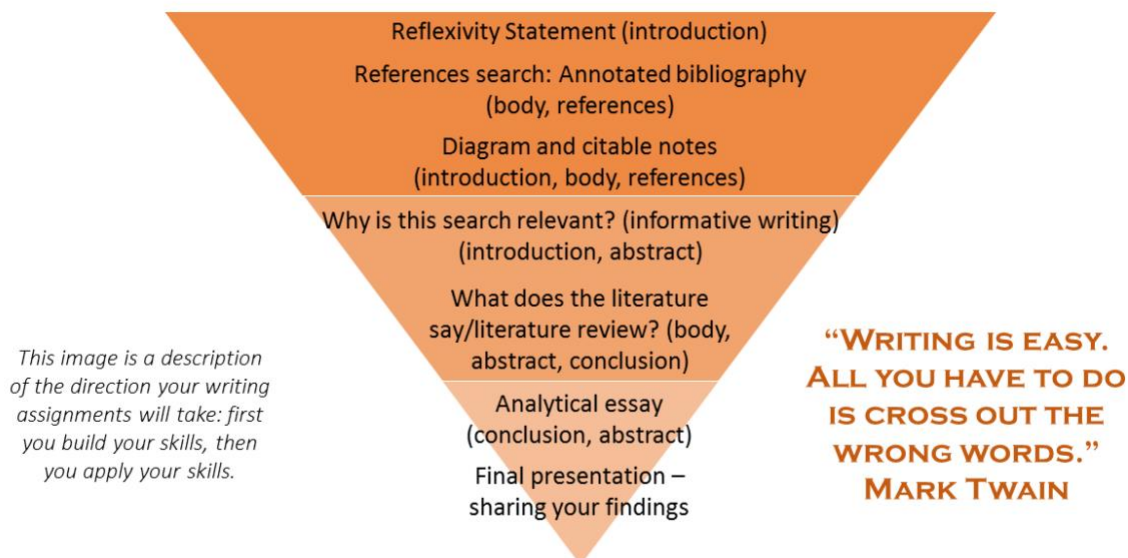 Reflexivity Statement (introduction)
References search: Annotated bibliography
(body, references)
Diagram and citable notes
(introduction, body, references)
Why is this search relevant? (informative writing)
(introduction, abstract)
What does the literature
say/literature review? (body,
abstract, conclusion)
Analytical essay
(conclusion, abstract)
Final presentation –
sharing your findings
This image is a description
of the direction your writing
assignments will take: first
you build your skills, then
you apply your skills.
“WRITING IS EASY.
ALL YOU HAVE TO DO
IS CROSS OUT THE
WRONG WORDS.”
MARK TWAIN